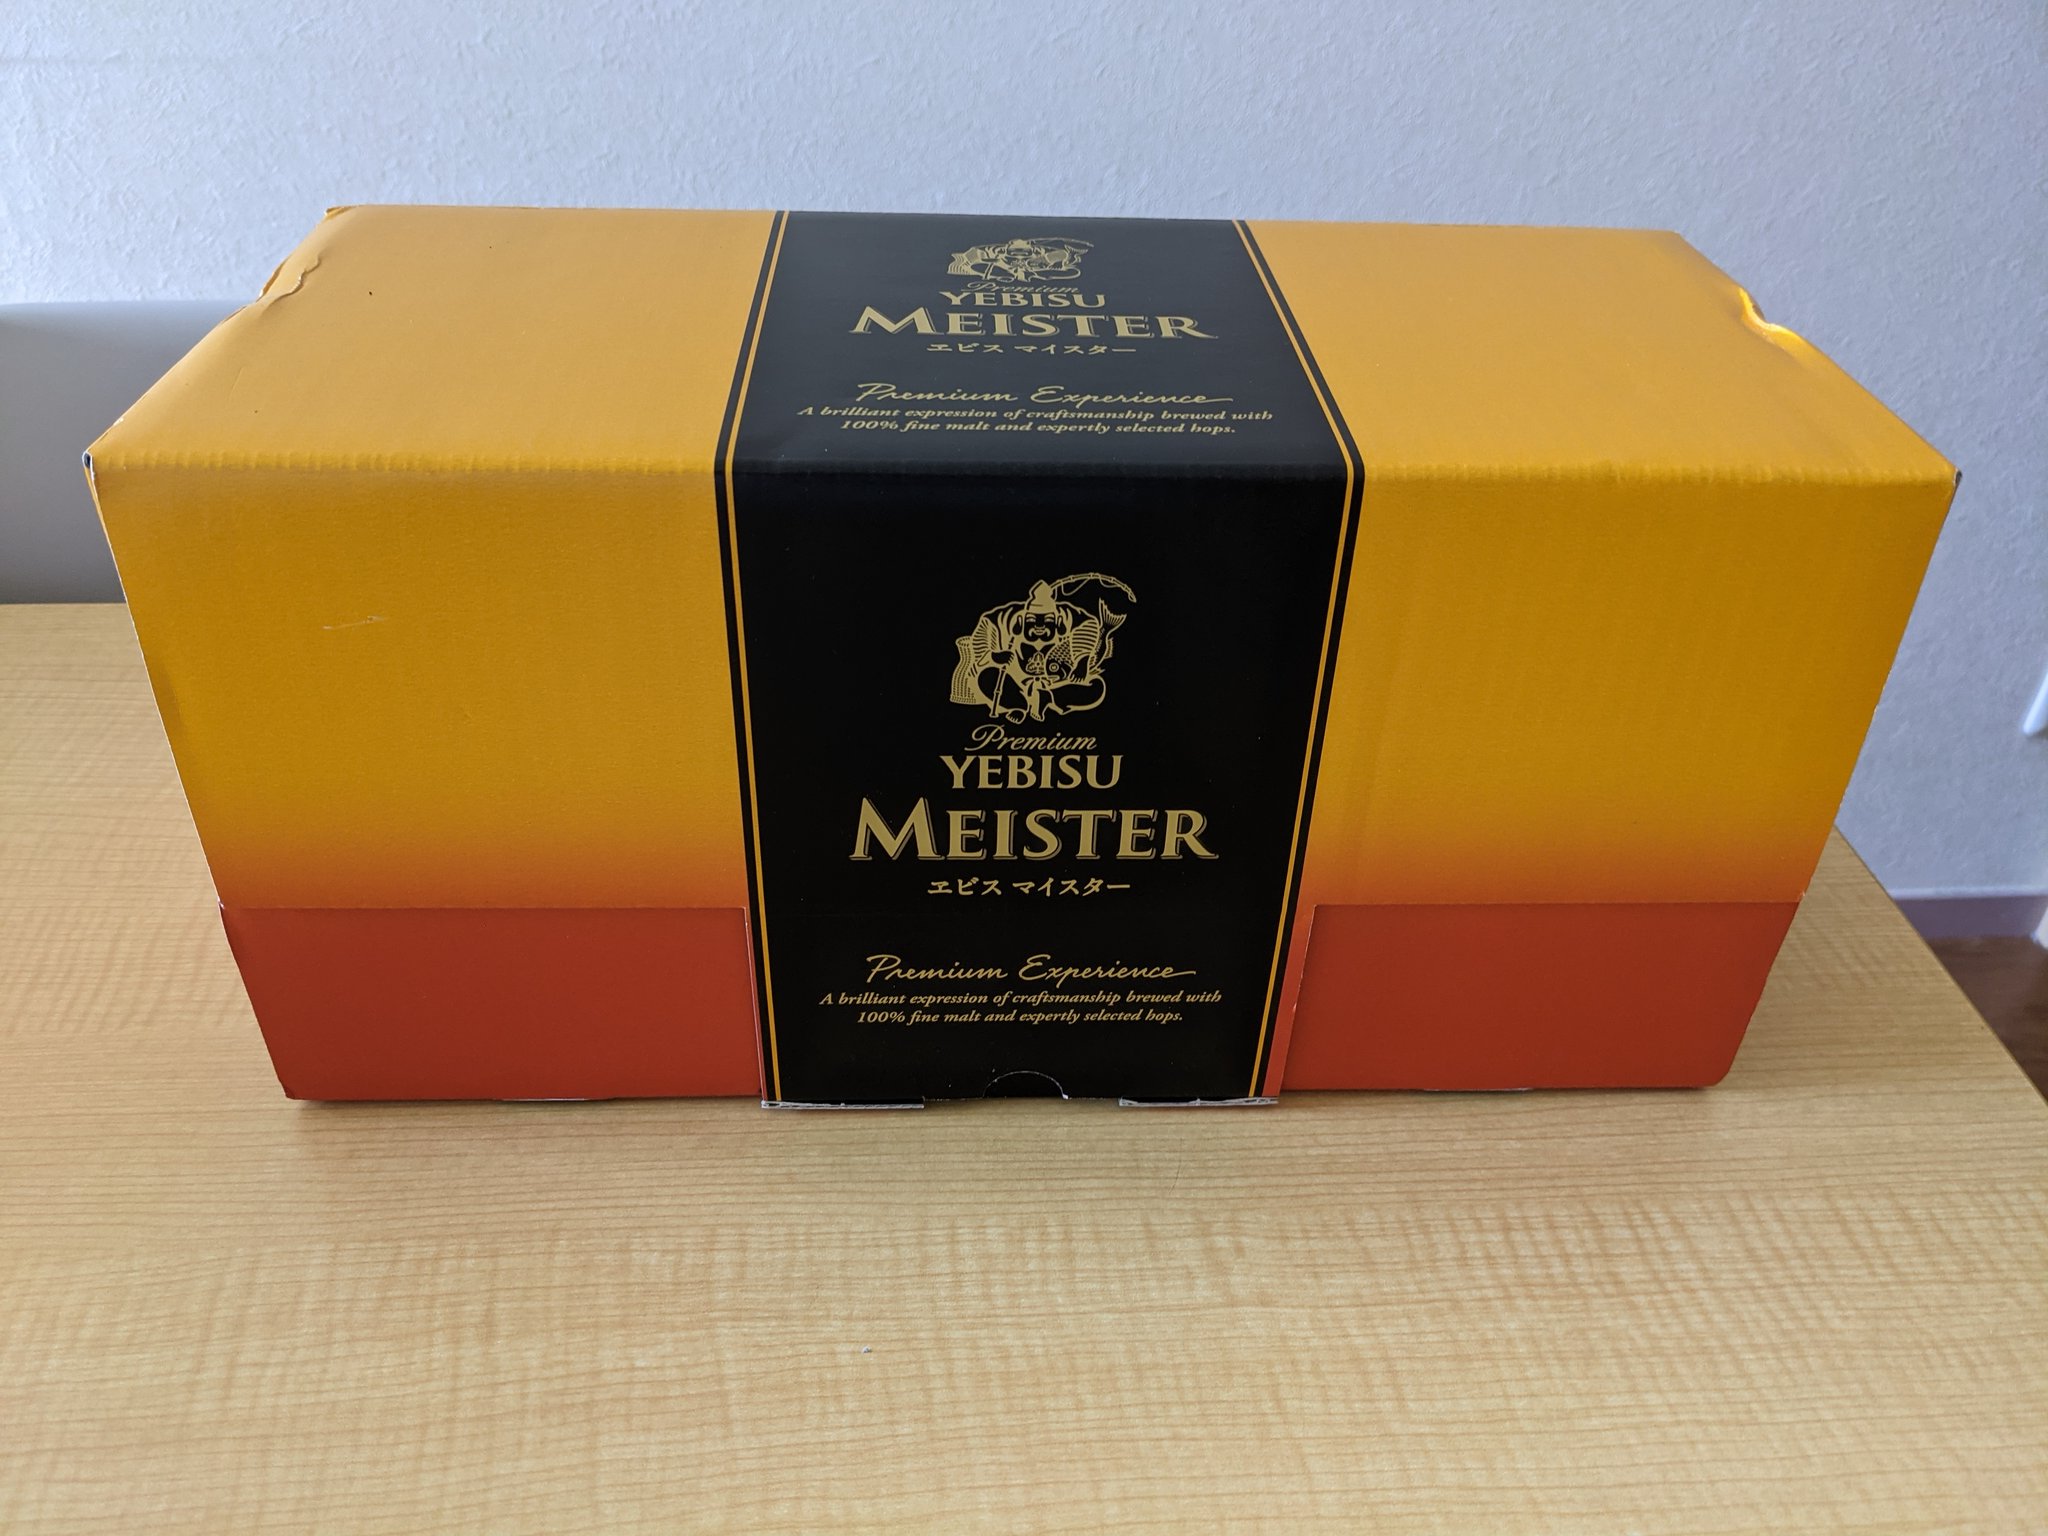 Premium
YEBISU
MEISTER
ヱビス マイスター
Premium Experience
A brilliant expression of craftsmanship brewed with
100% fine malt and expertly selected hops.
Premium
YEBISU
MEISTER
ヱビス マイスター
Premium Experience
A brilliant expression of craftsmanship brewed with
100% fine malt and expertly selected hops.